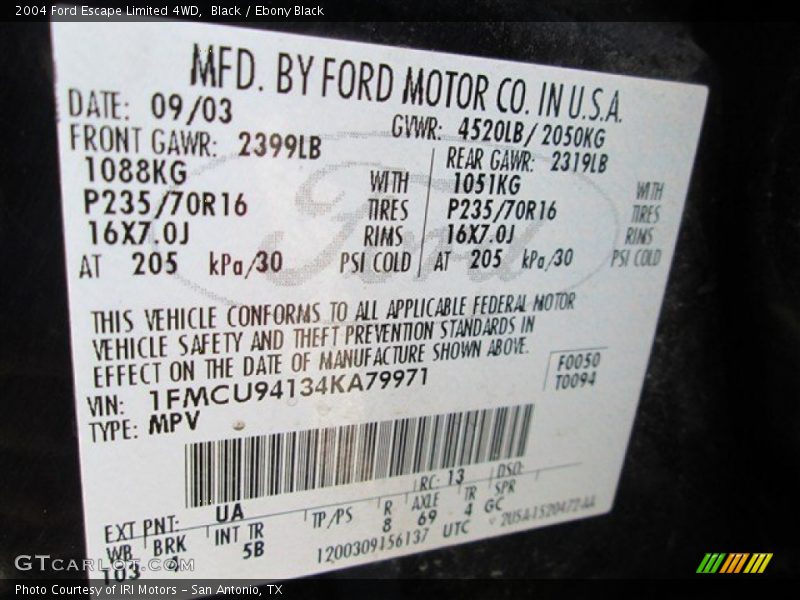 2004 Ford Escape Limited 4WD,  Black / Ebony Black
MFD. BY FORD MOTOR CO. IN U.S.A.
DATE: 09/03 GVWR: 4520LB/ 2050KG
FRONT GAWR: 2399LB REAR GAWR: 2319LB
1088KG WITH 1051KG WITH
P235/70R16 TIRES P235/70R16 TIRES
16X7.0J RIMS 16X7.0J RIMS
AT 205 kPa/30 PSI COLD AT 205 kPa/30 PSI COLD
Ford
THIS VEHICLE CONFORMS TO ALL APPLICABLE FEDERAL MOTOR
VEHICLE SAFETY AND THEFT PREVENTION STANDARDS IN
EFFECT ON THE DATE OF MANUFACTURE SHOWN ABOVE.
VIN: 1FMCU94134KA79971 F0050
TYPE: MPV T0094
EXT PNT: UA RC: 13 DSO:
WB BRK INT TR TP/PS R AXLE TR SPR
103 4 5B 8 69 4 GC
1200309156137 UTC
GTcarlot.com
Photo Courtesy of IRI Motors – San Antonio, TX